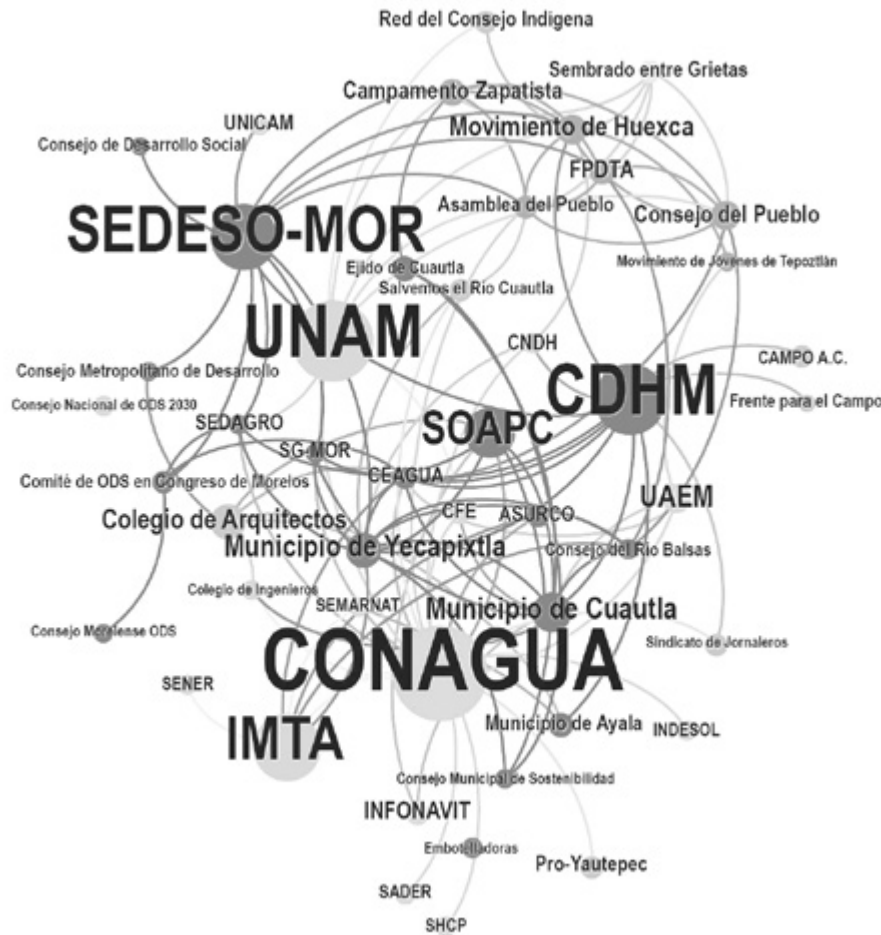 Red del Consejo Indigena
Sembrado entre Grietas
Campamento Zapatista
UNICAM
Movimiento de Huexca
Consejo de Desarrollo Social
FPDTA
Asamblea del Pueblo
Consejo del Pueblo
SEDESO-MOR
Ejido de Cuautla
Movimiento de Jóvenes de Tepoztlán
Salvemos el Río Cuautla
UNAM
CNDH
CAMPO A.C.
Consejo Metropolitano de Desarrollo
CDHM
Consejo Nacional de ODS 2030
Frente para el Campo
SEDAGRO
SOAPC
SG-MOR
CEAGUA
Comité de ODS en Congreso de Morelos
UAEM
CFE
ASURCO
Colegio de Arquitectos
Municipio de Yecapixtla
Consejo del Río Balsas
Colegio de Ingenieros
SEMARNAT
Municipio de Cuautla
Consejo Morelense ODS
Sindicato de Jornaleros
CONAGUA
SENER
IMTA
Municipio de Ayala
INDESOL
Consejo Municipal de Sostenibilidad
INFONAVIT
Embotelladoras
Pro-Yautepec
SADER
SHCP